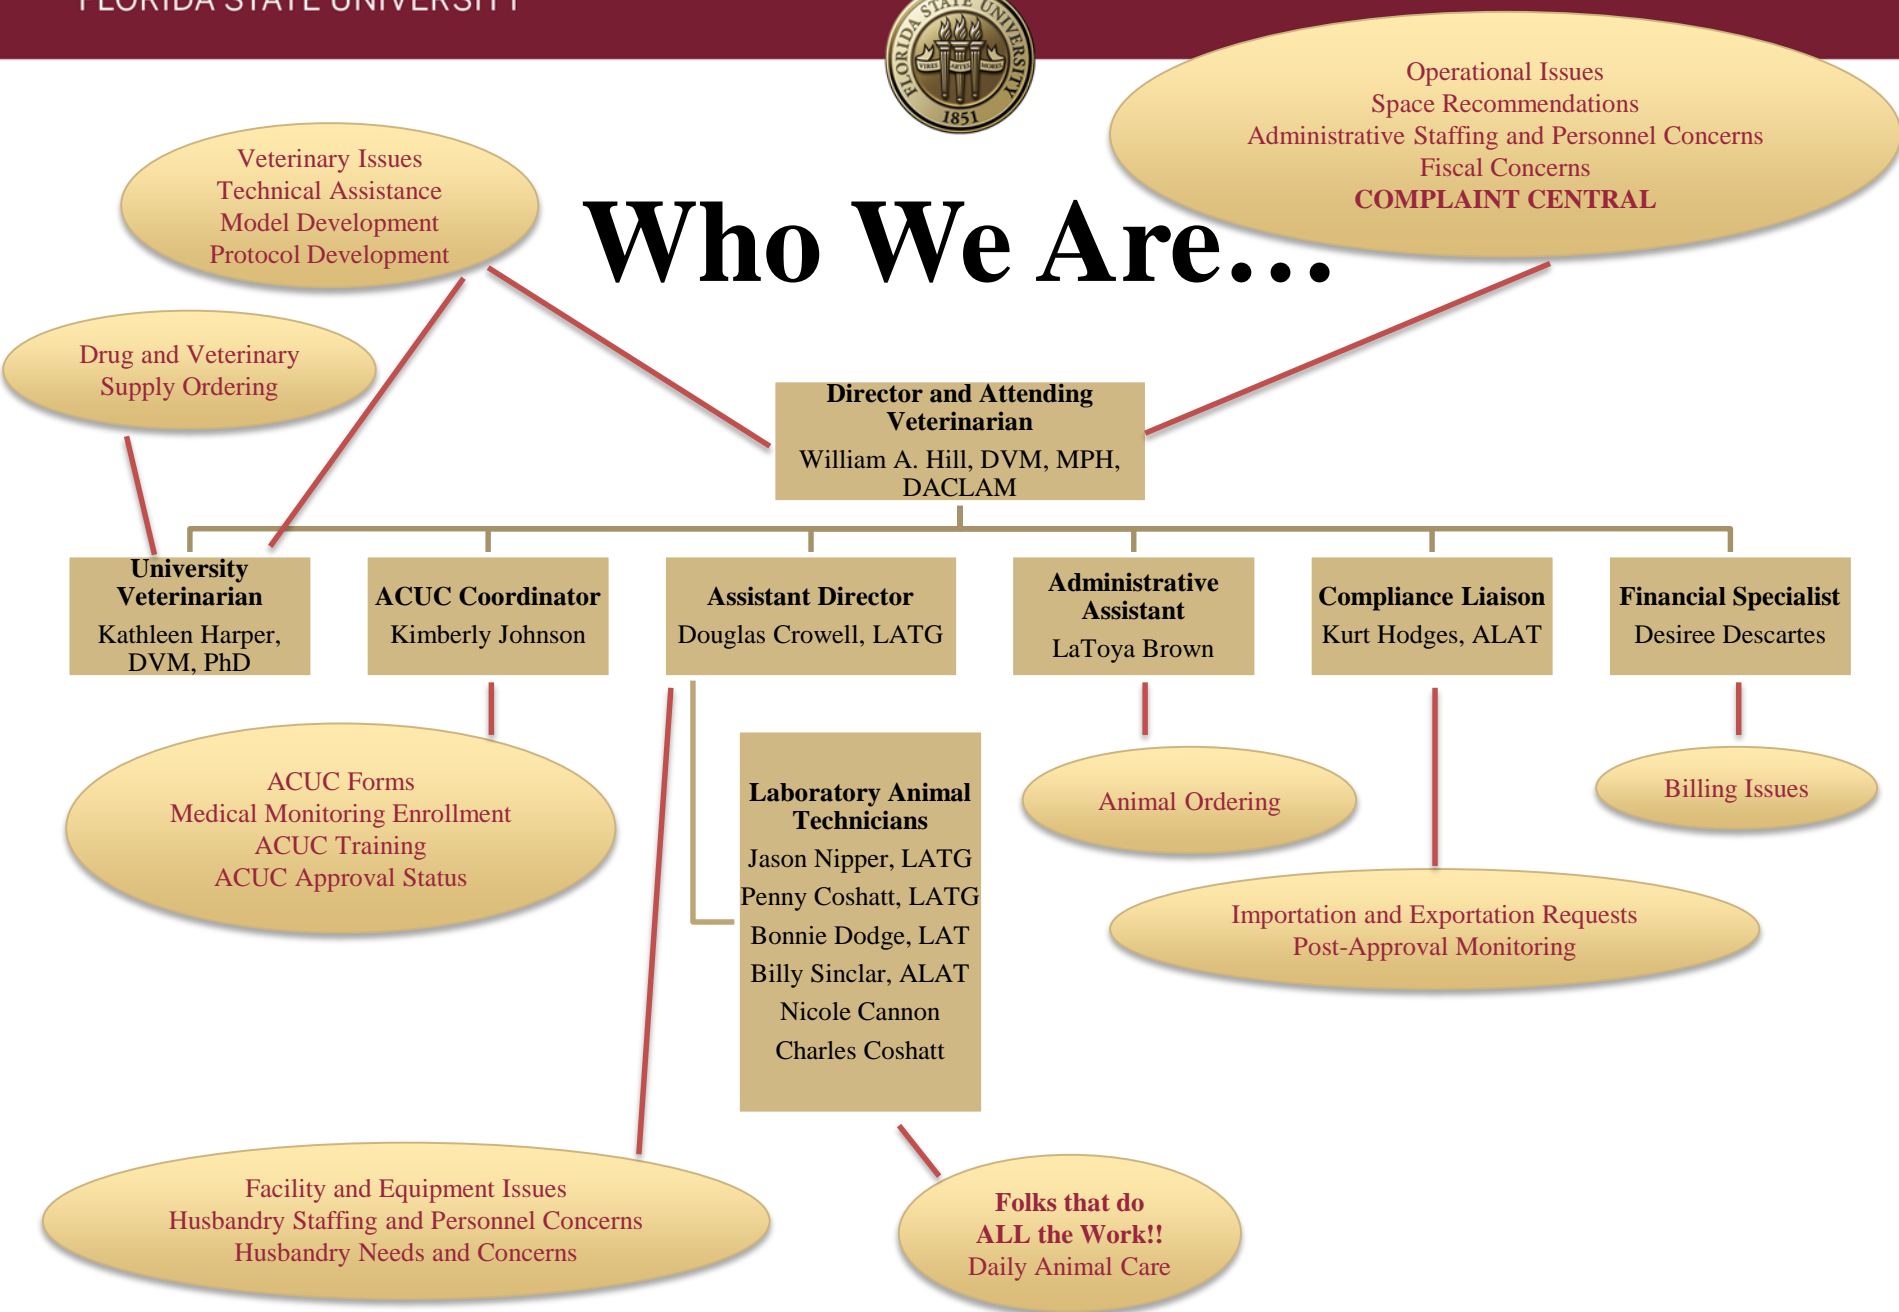 FLORIDA STATE UNIVERSITY
FLORIDA STATE UNIVERSITY
VIRES ARTES MORES
1851
Operational Issues
Space Recommendations
Administrative Staffing and Personnel Concerns
Fiscal Concerns
COMPLAINT CENTRAL
Veterinary Issues
Technical Assistance
Model Development
Protocol Development
Who We Are…
Drug and Veterinary
Supply Ordering
Director and Attending
Veterinarian
William A. Hill, DVM, MPH,
DACLAM
University
Veterinarian
Kathleen Harper,
DVM, PhD
ACUC Coordinator
Kimberly Johnson
Assistant Director
Douglas Crowell, LATG
Administrative
Assistant
LaToya Brown
Compliance Liaison
Kurt Hodges, ALAT
Financial Specialist
Desiree Descartes
ACUC Forms
Medical Monitoring Enrollment
ACUC Training
ACUC Approval Status
Laboratory Animal
Technicians
Jason Nipper, LATG
Penny Coshatt, LATG
Bonnie Dodge, LAT
Billy Sinclar, ALAT
Nicole Cannon
Charles Coshatt
Animal Ordering
Billing Issues
Importation and Exportation Requests
Post-Approval Monitoring
Facility and Equipment Issues
Husbandry Staffing and Personnel Concerns
Husbandry Needs and Concerns
Folks that do
ALL the Work!!
Daily Animal Care